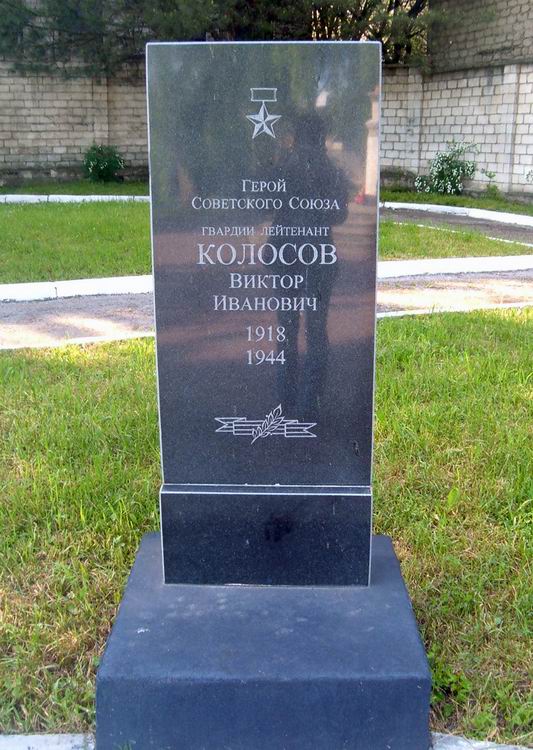 Герой
Советского Союза
гвардии лейтенант
КОЛОСОВ
Виктор
Иванович
1918
1944